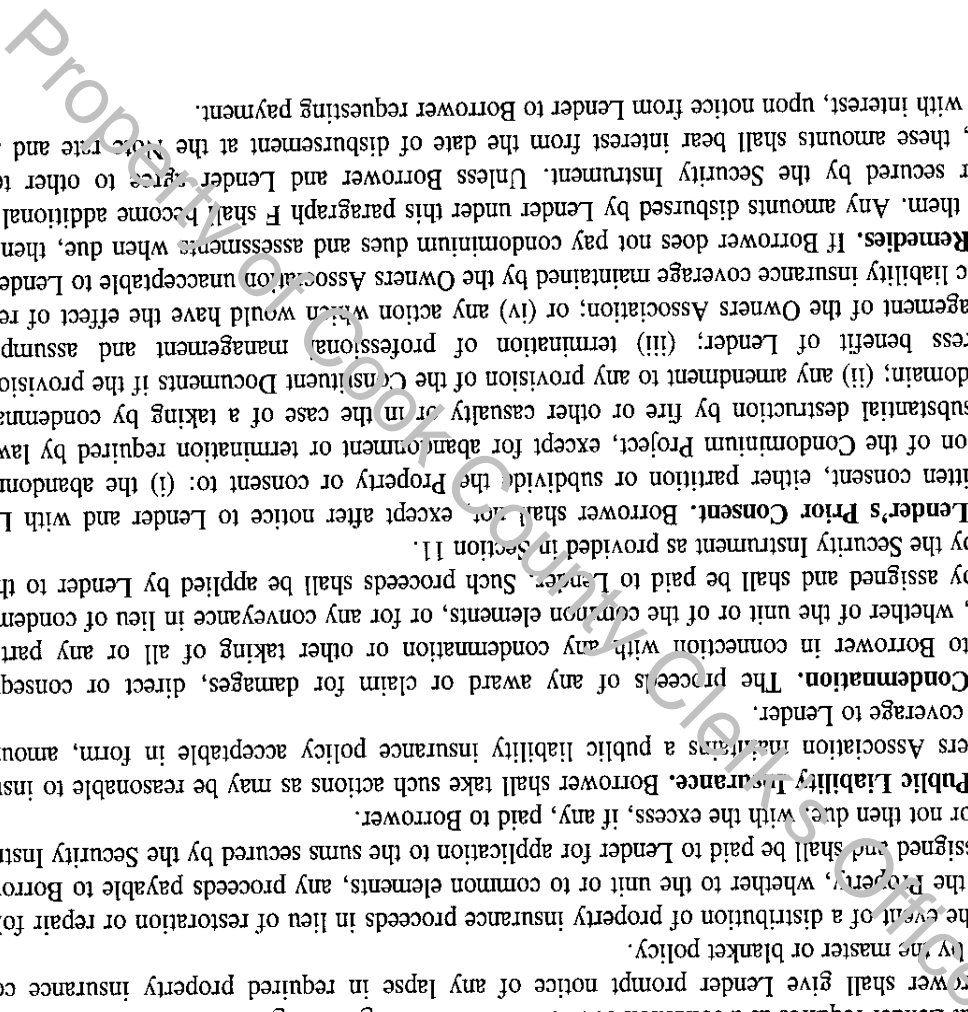 ower shall give Lender prompt notice of any lapse in required property insurance co
by the master or blanket policy.
he event of a distribution of property insurance proceeds in lieu of restoration or repair fol
the Property, whether to the unit or to common elements, any proceeds payable to Borro
ssigned and shall be paid to Lender for application to the sums secured by the Security Instr
or not then due, with the excess, if any, paid to Borrower.
Public Liability Insurance. Borrower shall take such actions as may be reasonable to insu
ers Association maintains a public liability insurance policy acceptable in form, amou
coverage to Lender.
Condemnation. The proceeds of any award or claim for damages, direct or conseq
to Borrower in connection with any condemnation or other taking of all or any part
, whether of the unit or of the common elements, or for any conveyance in lieu of condem
by assigned and shall be paid to Lender. Such proceeds shall be applied by Lender to th
by the Security Instrument as provided in Section 11.
Lender's Prior Consent. Borrower shall not, except after notice to Lender and with L
itten consent, either partition or subdivide the Property or consent to: (i) the abandonm
on of the Condominium Project, except for abandonment or termination required by law
substantial destruction by fire or other casualty or in the case of a taking by condemna
domain; (ii) any amendment to any provision of the Constituent Documents if the provisio
ress benefit of Lender; (iii) termination of professional management and assump
agement of the Owners Association; or (iv) any action which would have the effect of re
c liability insurance coverage maintained by the Owners Association unacceptable to Lende
Remedies. If Borrower does not pay condominium dues and assessments when due, then
them. Any amounts disbursed by Lender under this paragraph F shall become additional
r secured by the Security Instrument. Unless Borrower and Lender agree to other te
, these amounts shall bear interest from the date of disbursement at the Note rate and
with interest, upon notice from Lender to Borrower requesting payment.
Property of Cook County Clerk's Office